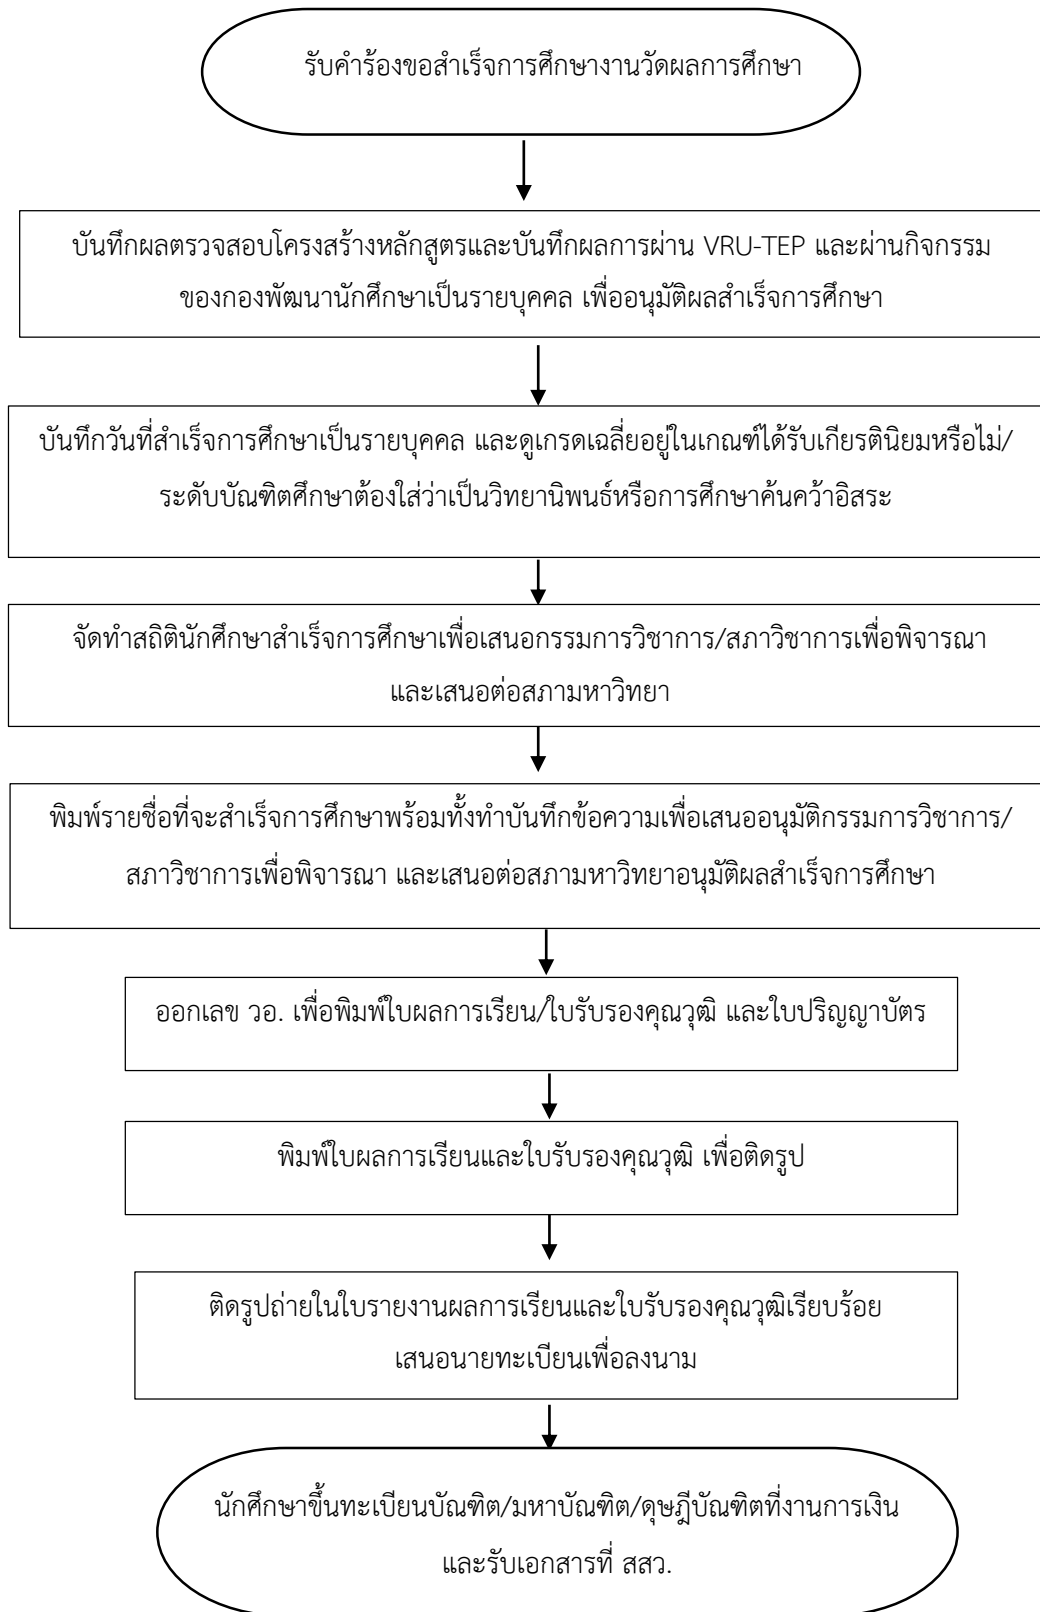 รับคำร้องขอสำเร็จการศึกษางานวัดผลการศึกษา
บันทึกผลตรวจสอบโครงสร้างหลักสูตรและบันทึกผลการผ่าน VRU-TEP และผ่านกิจกรรม
ของกองพัฒนานักศึกษาเป็นรายบุคคล เพื่ออนุมัติผลสำเร็จการศึกษา
บันทึกวันที่สำเร็จการศึกษาเป็นรายบุคคล และดูเกรดเฉลี่ยอยู่ในเกณฑ์ได้รับเกียรตินิยมหรือไม่/
ระดับบัณฑิตศึกษาต้องใส่ว่าเป็นวิทยานิพนธ์หรือการศึกษาค้นคว้าอิสระ
จัดทำสถิตินักศึกษาสำเร็จการศึกษาเพื่อเสนอกรรมการวิชาการ/สภาวิชาการเพื่อพิจารณา
และเสนอต่อสภามหาวิทยา
พิมพ์รายชื่อที่จะสำเร็จการศึกษาพร้อมทั้งทำบันทึกข้อความเพื่อเสนออนุมัติกรรมการวิชาการ/
สภาวิชาการเพื่อพิจารณา และเสนอต่อสภามหาวิทยาอนุมัติผลสำเร็จการศึกษา
ออกเลข วอ. เพื่อพิมพ์ใบผลการเรียน/ใบรับรองคุณวุฒิ และใบปริญญาบัตร
พิมพ์ใบผลการเรียนและใบรับรองคุณวุฒิ เพื่อติดรูป
ติดรูปถ่ายในใบรายงานผลการเรียนและใบรับรองคุณวุฒิเรียบร้อย
เสนอนายทะเบียนเพื่อลงนาม
นักศึกษาขึ้นทะเบียนบัณฑิต/มหาบัณฑิต/ดุษฎีบัณฑิตที่งานการเงิน
และรับเอกสารที่ สสว.